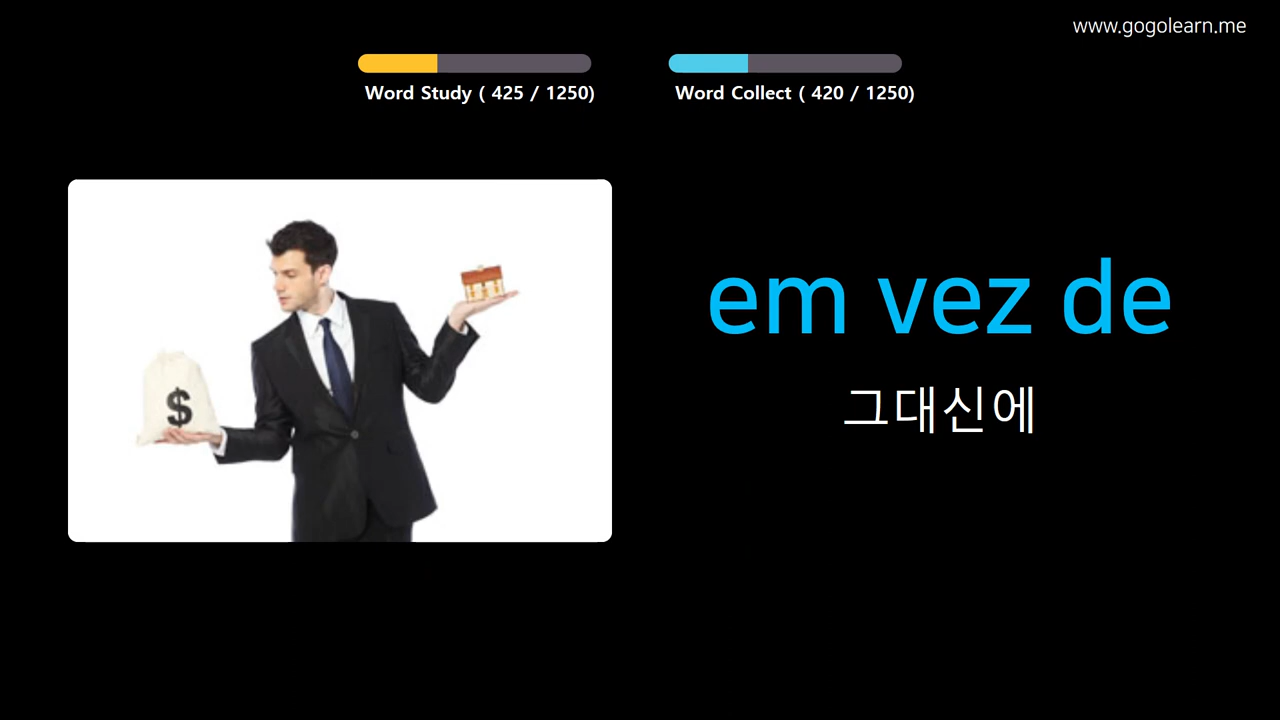 www.gogolearn.me
Word Study ( 425 / 1250)
Word Collect ( 420 / 1250)
$
em vez de
그대신에